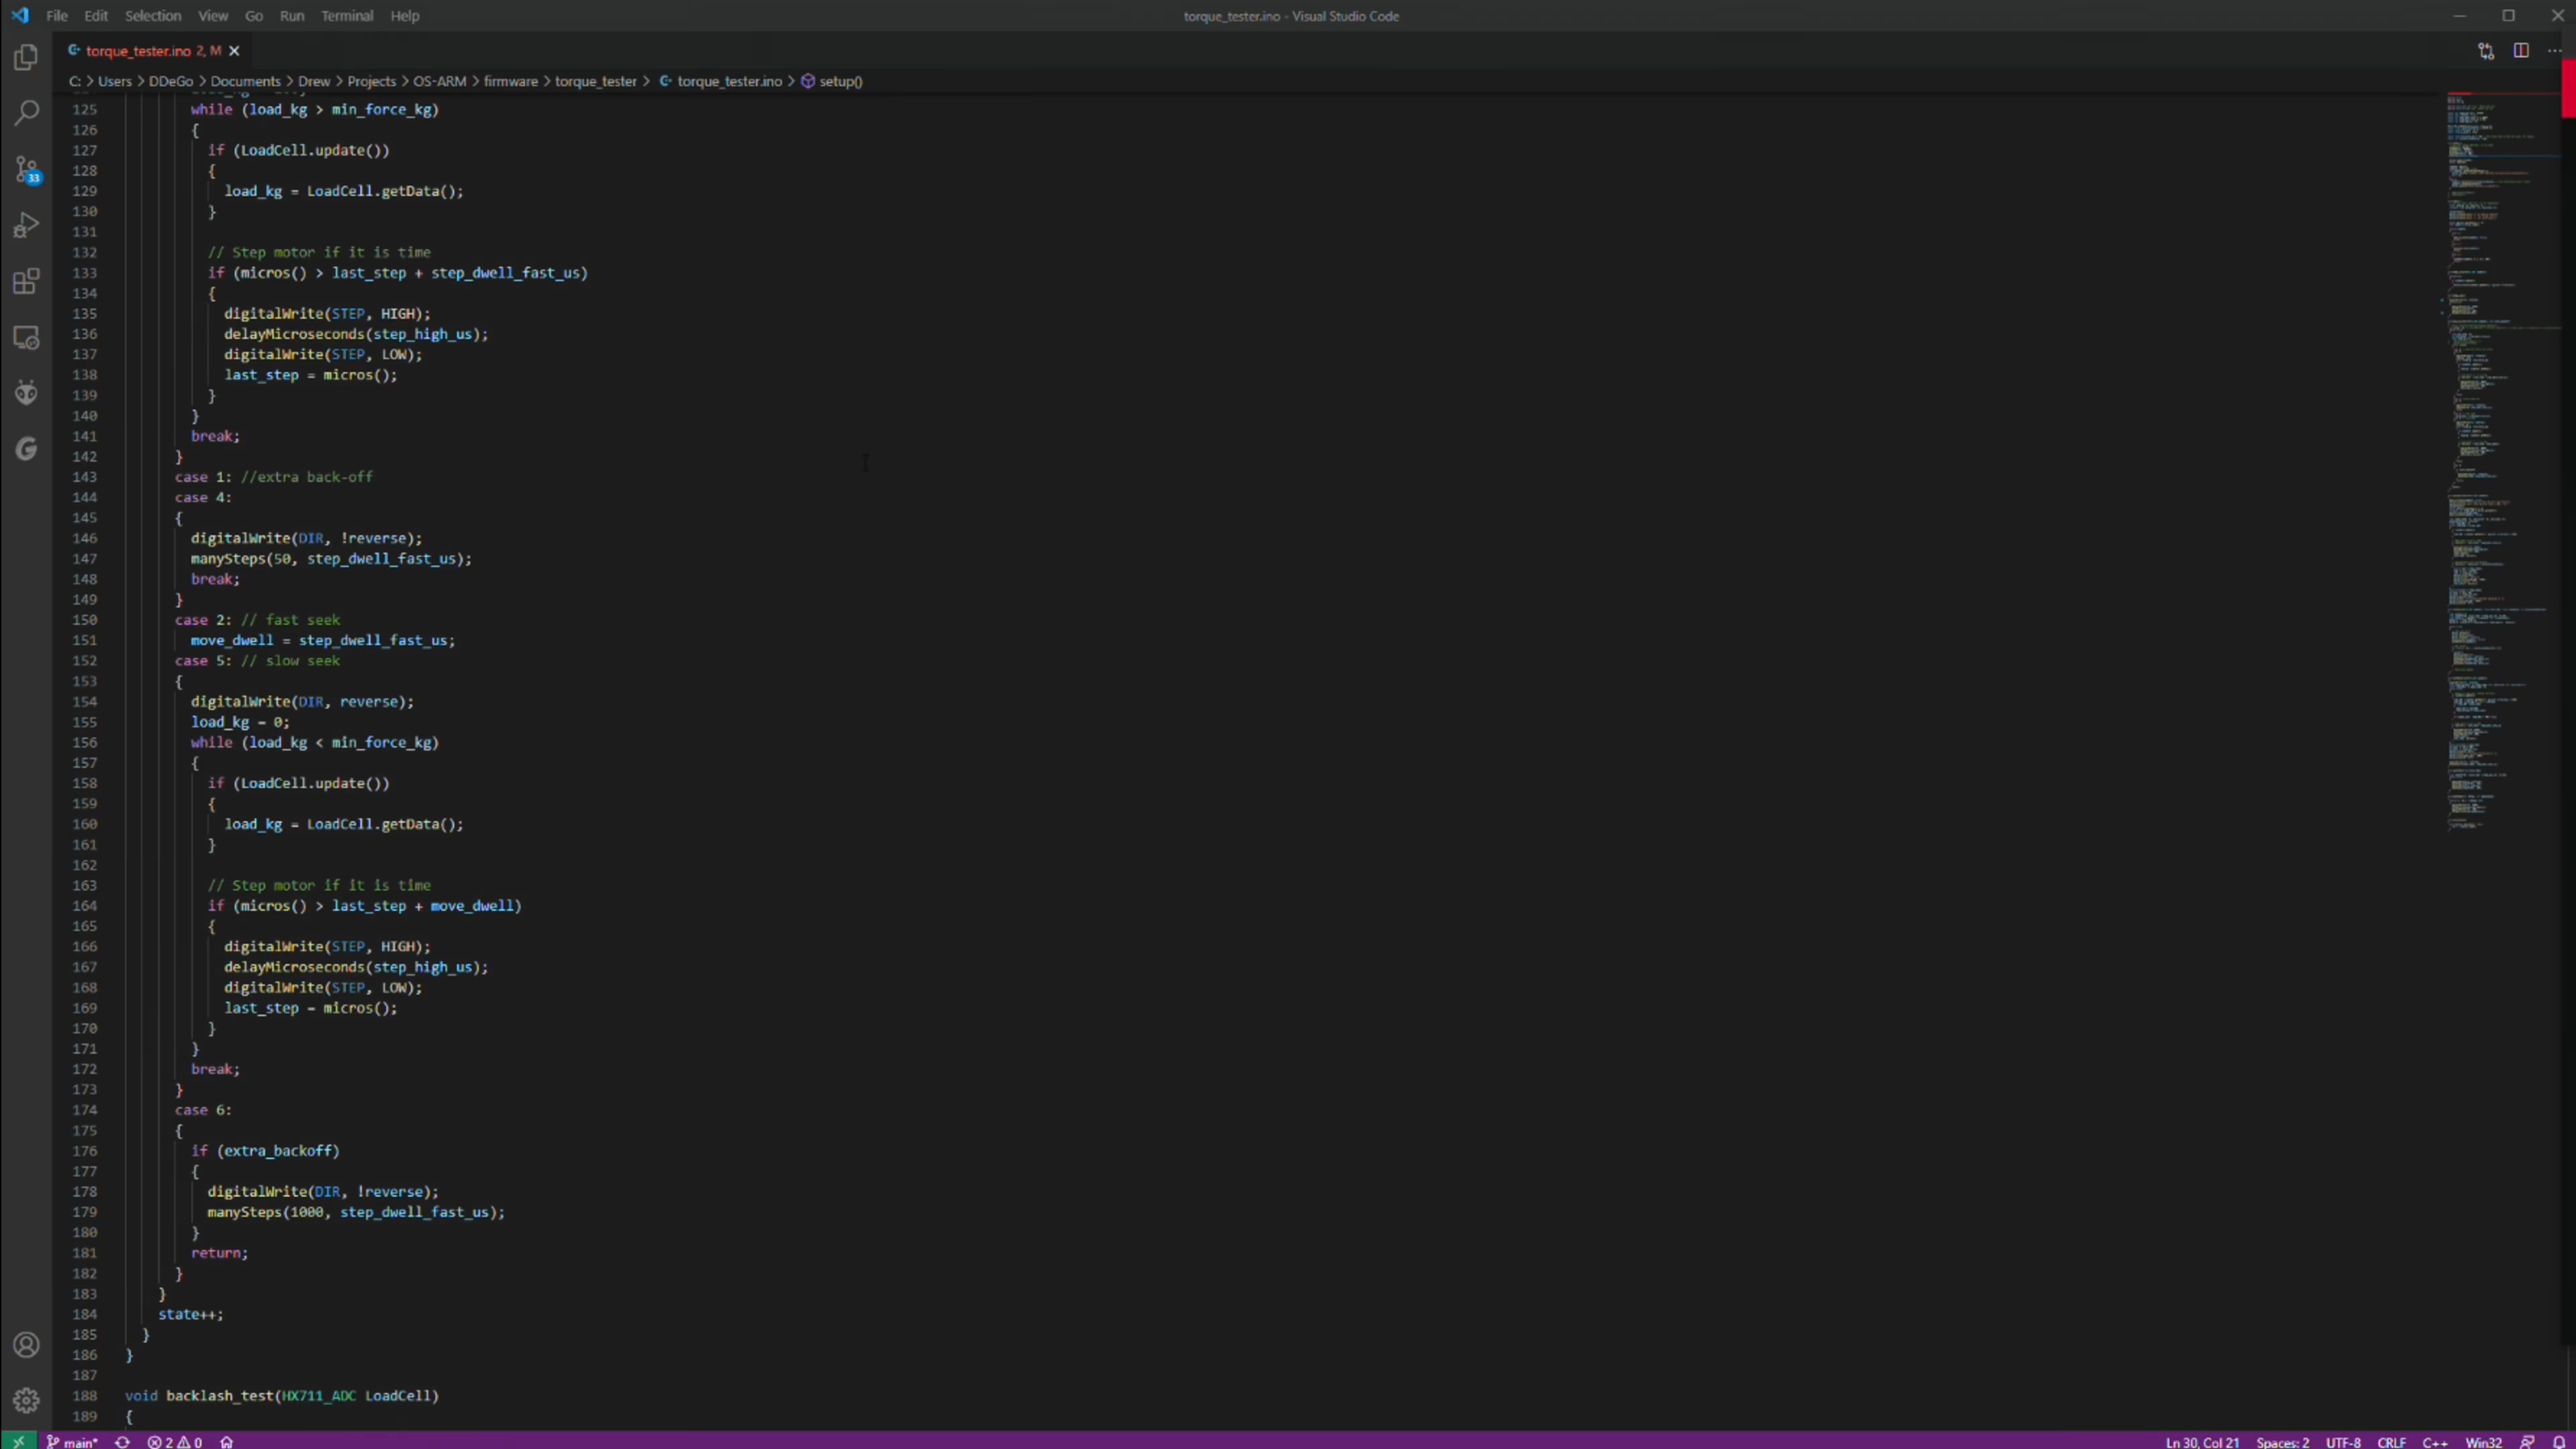 File Edit Selection View Go Run Terminal Help
torque_tester.ino - Visual Studio Code
torque_tester.ino 2, M
C: > Users > DDeGo > Documents > Drew > Projects > OS-ARM > firmware > torque_tester > torque_tester.ino > setup()
125 while (load_kg > min_force_kg)
126 {
127 if (LoadCell.update())
128 {
129 load_kg = LoadCell.getData();
130 }
131
132 // Step motor if it is time
133 if (micros() > last_step + step_dwell_fast_us)
134 {
135 digitalWrite(STEP, HIGH);
136 delayMicroseconds(step_high_us);
137 digitalWrite(STEP, LOW);
138 last_step = micros();
139 }
140 }
141 break;
142 }
143 case 1: //extra back-off
144 case 4:
145 {
146 digitalWrite(DIR, !reverse);
147 manySteps(50, step_dwell_fast_us);
148 break;
149 }
150 case 2: // fast seek
151 move_dwell = step_dwell_fast_us;
152 case 5: // slow seek
153 {
154 digitalWrite(DIR, reverse);
155 load_kg = 0;
156 while (load_kg < min_force_kg)
157 {
158 if (LoadCell.update())
159 {
160 load_kg = LoadCell.getData();
161 }
162
163 // Step motor if it is time
164 if (micros() > last_step + move_dwell)
165 {
166 digitalWrite(STEP, HIGH);
167 delayMicroseconds(step_high_us);
168 digitalWrite(STEP, LOW);
169 last_step = micros();
170 }
171 }
172 break;
173 }
174 case 6:
175 {
176 if (extra_backoff)
177 {
178 digitalWrite(DIR, !reverse);
179 manySteps(1000, step_dwell_fast_us);
180 }
181 return;
182 }
183 }
184 state++;
185 }
186 }
187
188 void backlash_test(HX711_ADC LoadCell)
189 {
33
main* 2 0
Ln 30, Col 21 Spaces: 2 UTF-8 CRLF C++ Win32